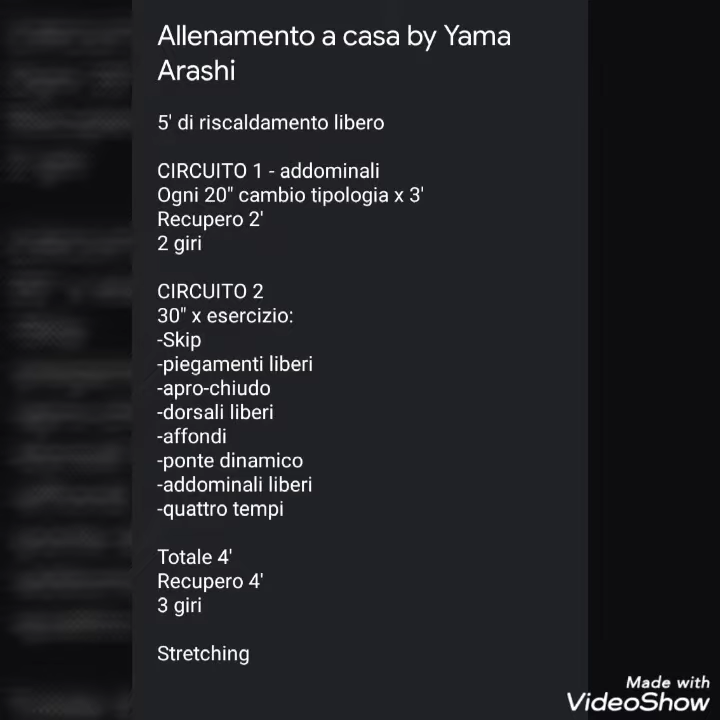 Allenamento a casa by Yama
Arashi
5' di riscaldamento libero
CIRCUITO 1 - addominali
Ogni 20" cambio tipologia x 3'
Recupero 2'
2 giri
CIRCUITO 2
30" x esercizio:
-Skip
-piegamenti liberi
-apro-chiudo
-dorsali liberi
-affondi
-ponte dinamico
-addominali liberi
-quattro tempi
Totale 4'
Recupero 4'
3 giri
Stretching
Made with
VideoShow